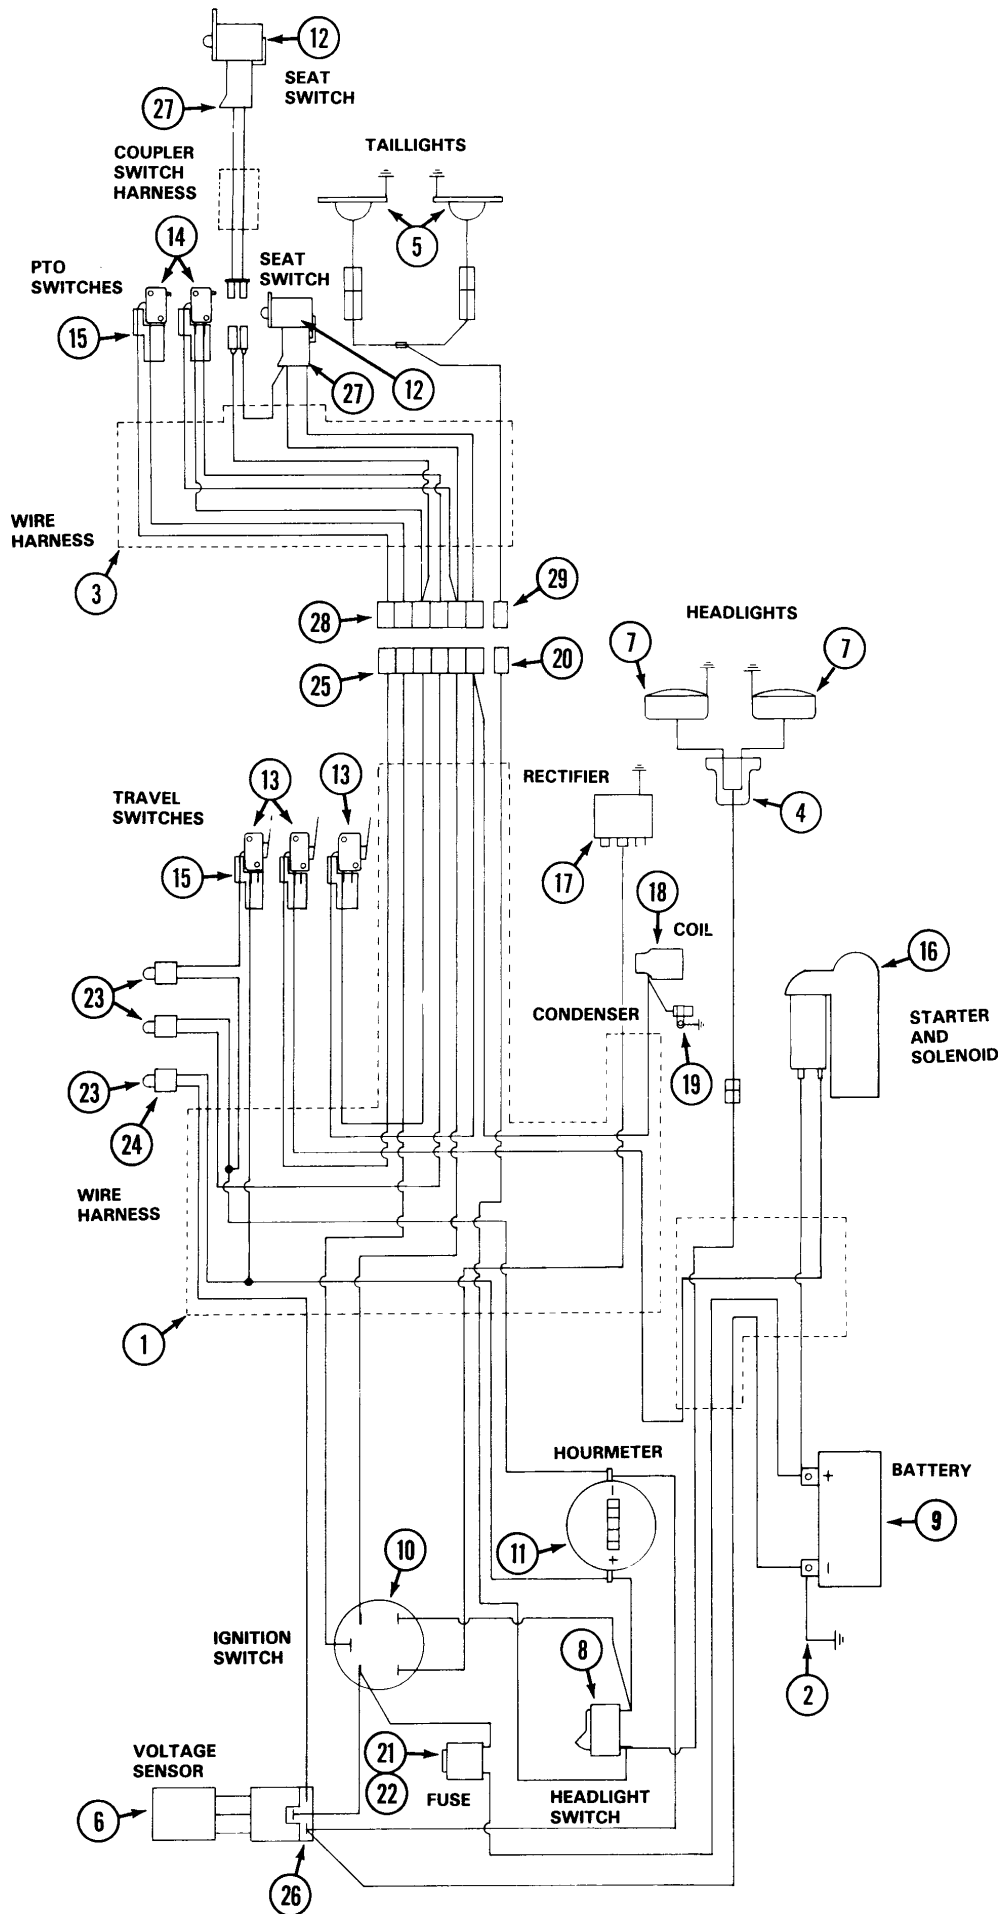 12
SEAT
SWITCH
27
COUPLER
SWITCH
HARNESS
TAILLIGHTS
5
14
PTO
SWITCHES
SEAT
SWITCH
15
27
12
WIRE
HARNESS
3
28
29
25
20
HEADLIGHTS
7
7
4
TRAVEL
SWITCHES
13
13
15
RECTIFIER
17
18
COIL
CONDENSER
19
16
STARTER
AND
SOLENOID
23
23
24
WIRE
HARNESS
1
HOURMETER
-
+
11
BATTERY
+
-
9
2
10
IGNITION
SWITCH
8
HEADLIGHT
SWITCH
21
22
FUSE
VOLTAGE
SENSOR
6
26